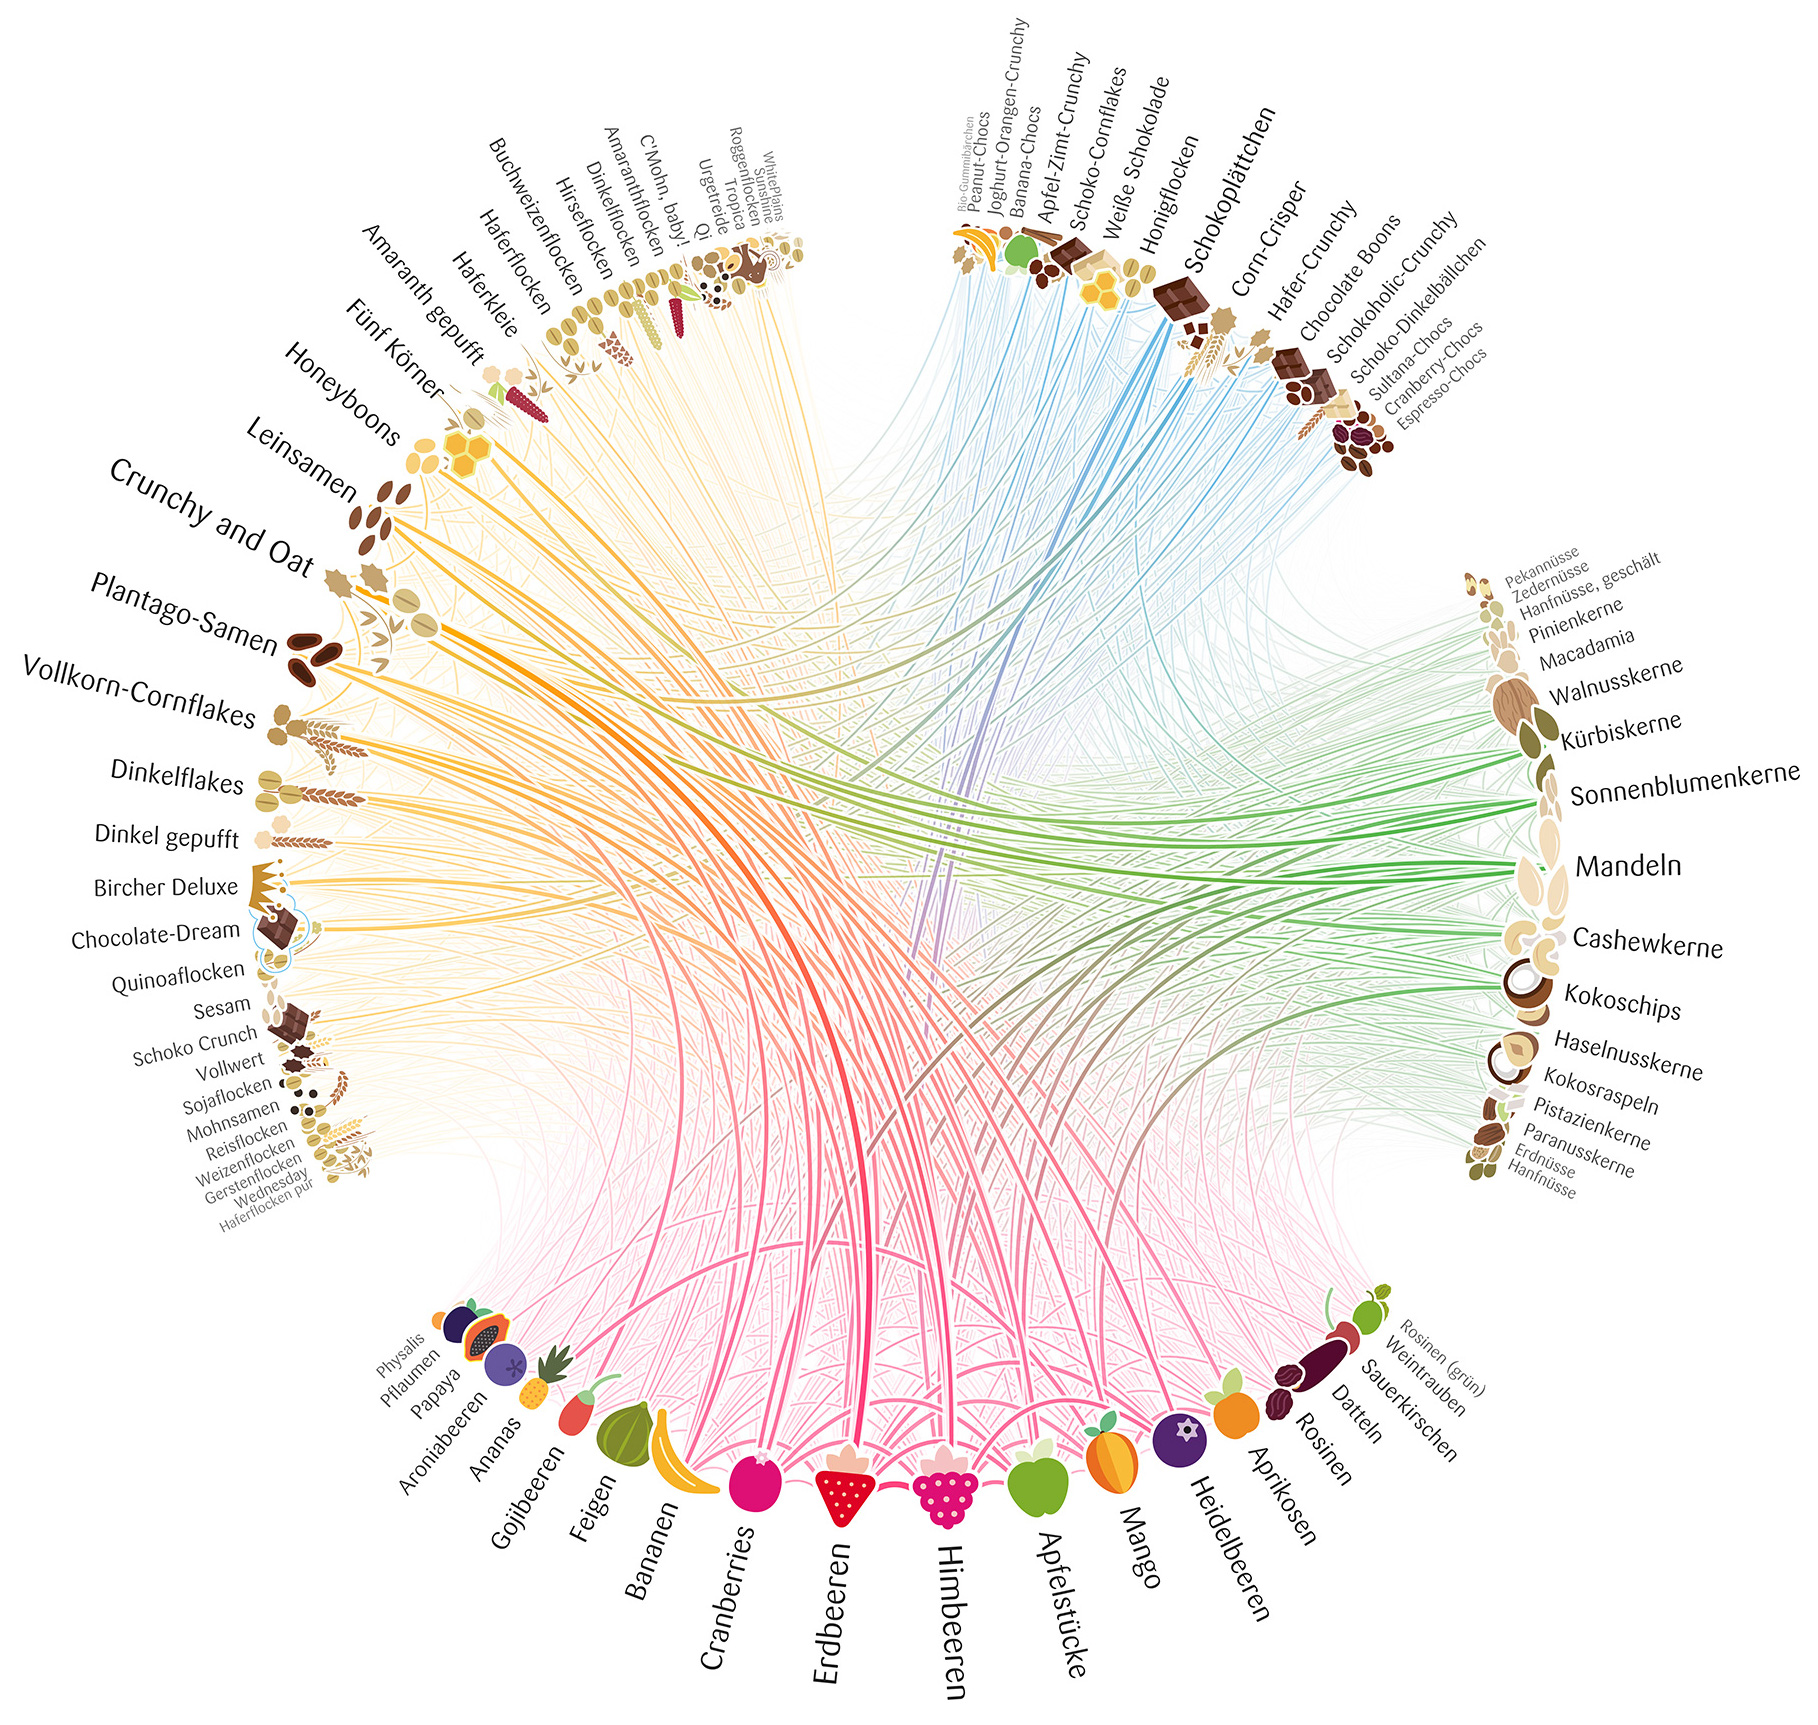 Bio-Gummibärchen
Peanut-Chocs
Joghurt-Orangen-Crunchy
Banana-Chocs
Apfel-Zimt-Crunchy
Schoko-Cornflakes
Weiße Schokolade
Honigflocken
Schokoplättchen
Corn-Crisper
Hafer-Crunchy
Chocolate Boons
Schokoholic-Crunchy
Schoko-Dinkelbällchen
Sultana-Chocs
Cranberry-Chocs
Espresso-Chocs
Pekannüsse
Zedernüsse
Hanfnüsse, geschält
Pinienkerne
Macadamia
Walnusskerne
Kürbiskerne
Sonnenblumenkerne
Mandeln
Cashewkerne
Kokoschips
Haselnusskerne
Kokosraspeln
Pistazienkerne
Paranusskerne
Erdnüsse
Hanfnüsse
Rosinen (grün)
Weintrauben
Sauerkirschen
Datteln
Rosinen
Aprikosen
Heidelbeeren
Mango
Apfelstücke
Himbeeren
Erdbeeren
Cranberries
Bananen
Feigen
Gojibeeren
Ananas
Aroniabeeren
Papaya
Pflaumen
Physalis
Haferflocken pur
Wednesday
Gerstenflocken
Weizenflocken
Reisflocken
Mohnsamen
Sojaflocken
Vollwert
Schoko Crunch
Sesam
Quinoaflocken
Chocolate-Dream
Bircher Deluxe
Dinkel gepufft
Dinkelflakes
Vollkorn-Cornflakes
Plantago-Samen
Crunchy and Oat
Leinsamen
Honeyboons
Fünf Körner
Amaranth gepufft
Haferkleie
Haferflocken
Buchweizenflocken
Hirseflocken
Dinkelflocken
Amaranthflocken
C'Mohn, baby!
Qi
Urgetreide
Tropica
Roggenflocken
Sunshine
WhitePlains